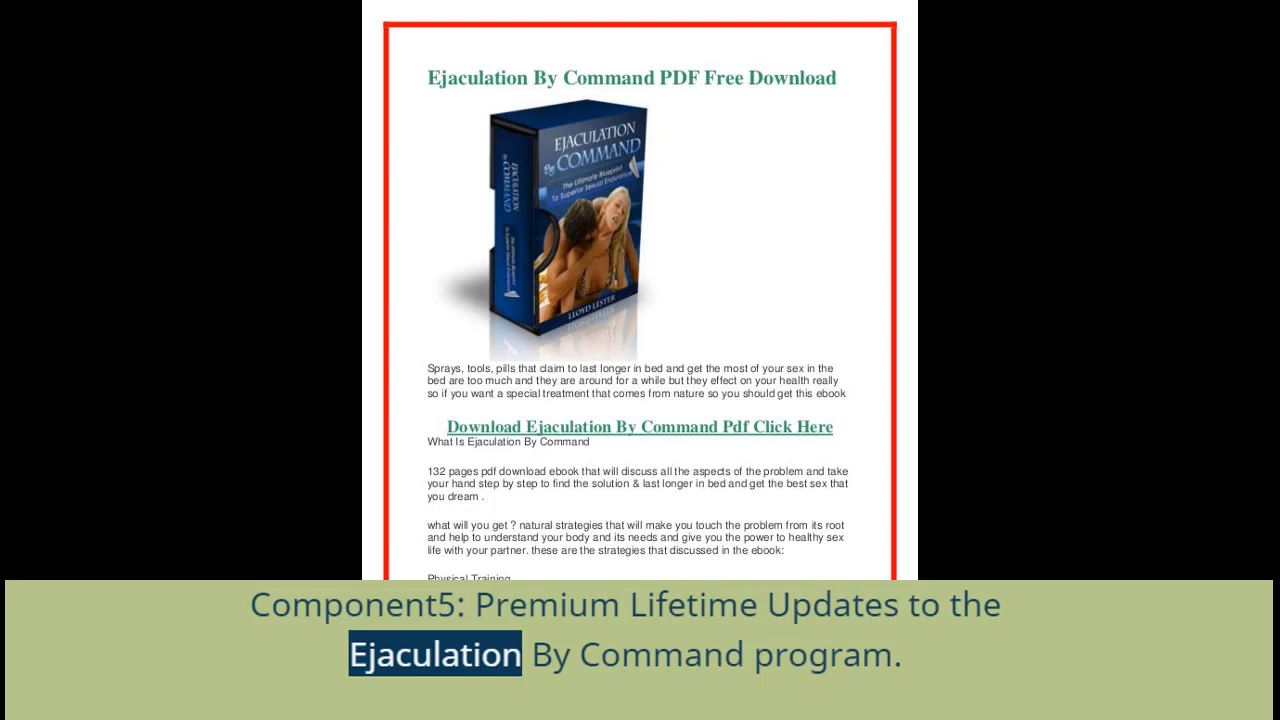 Ejaculation By Command PDF Free Download
EJACULATION
By COMMAND
The Ultimate Blueprint
To Superior Sexual Endurance
EJACULATION
By COMMAND
LLOYD LESTER
Sprays, tools, pills that claim to last longer in bed and get the most of your sex in the
bed are too much and they are around for a while but they effect on your health really
so if you want a special treatment that comes from nature so you should get this ebook
Download Ejaculation By Command Pdf Click Here
What Is Ejaculation By Command
132 pages pdf download ebook that will discuss all the aspects of the problem and take
your hand step by step to find the solution & last longer in bed and get the best sex that
you dream .
what will you get ? natural strategies that will make you touch the problem from its root
and help to understand your body and its needs and give you the power to healthy sex
life with your partner. these are the strategies that discussed in the ebook:
Physical Training
Component5: Premium Lifetime Updates to the
Ejaculation By Command program.